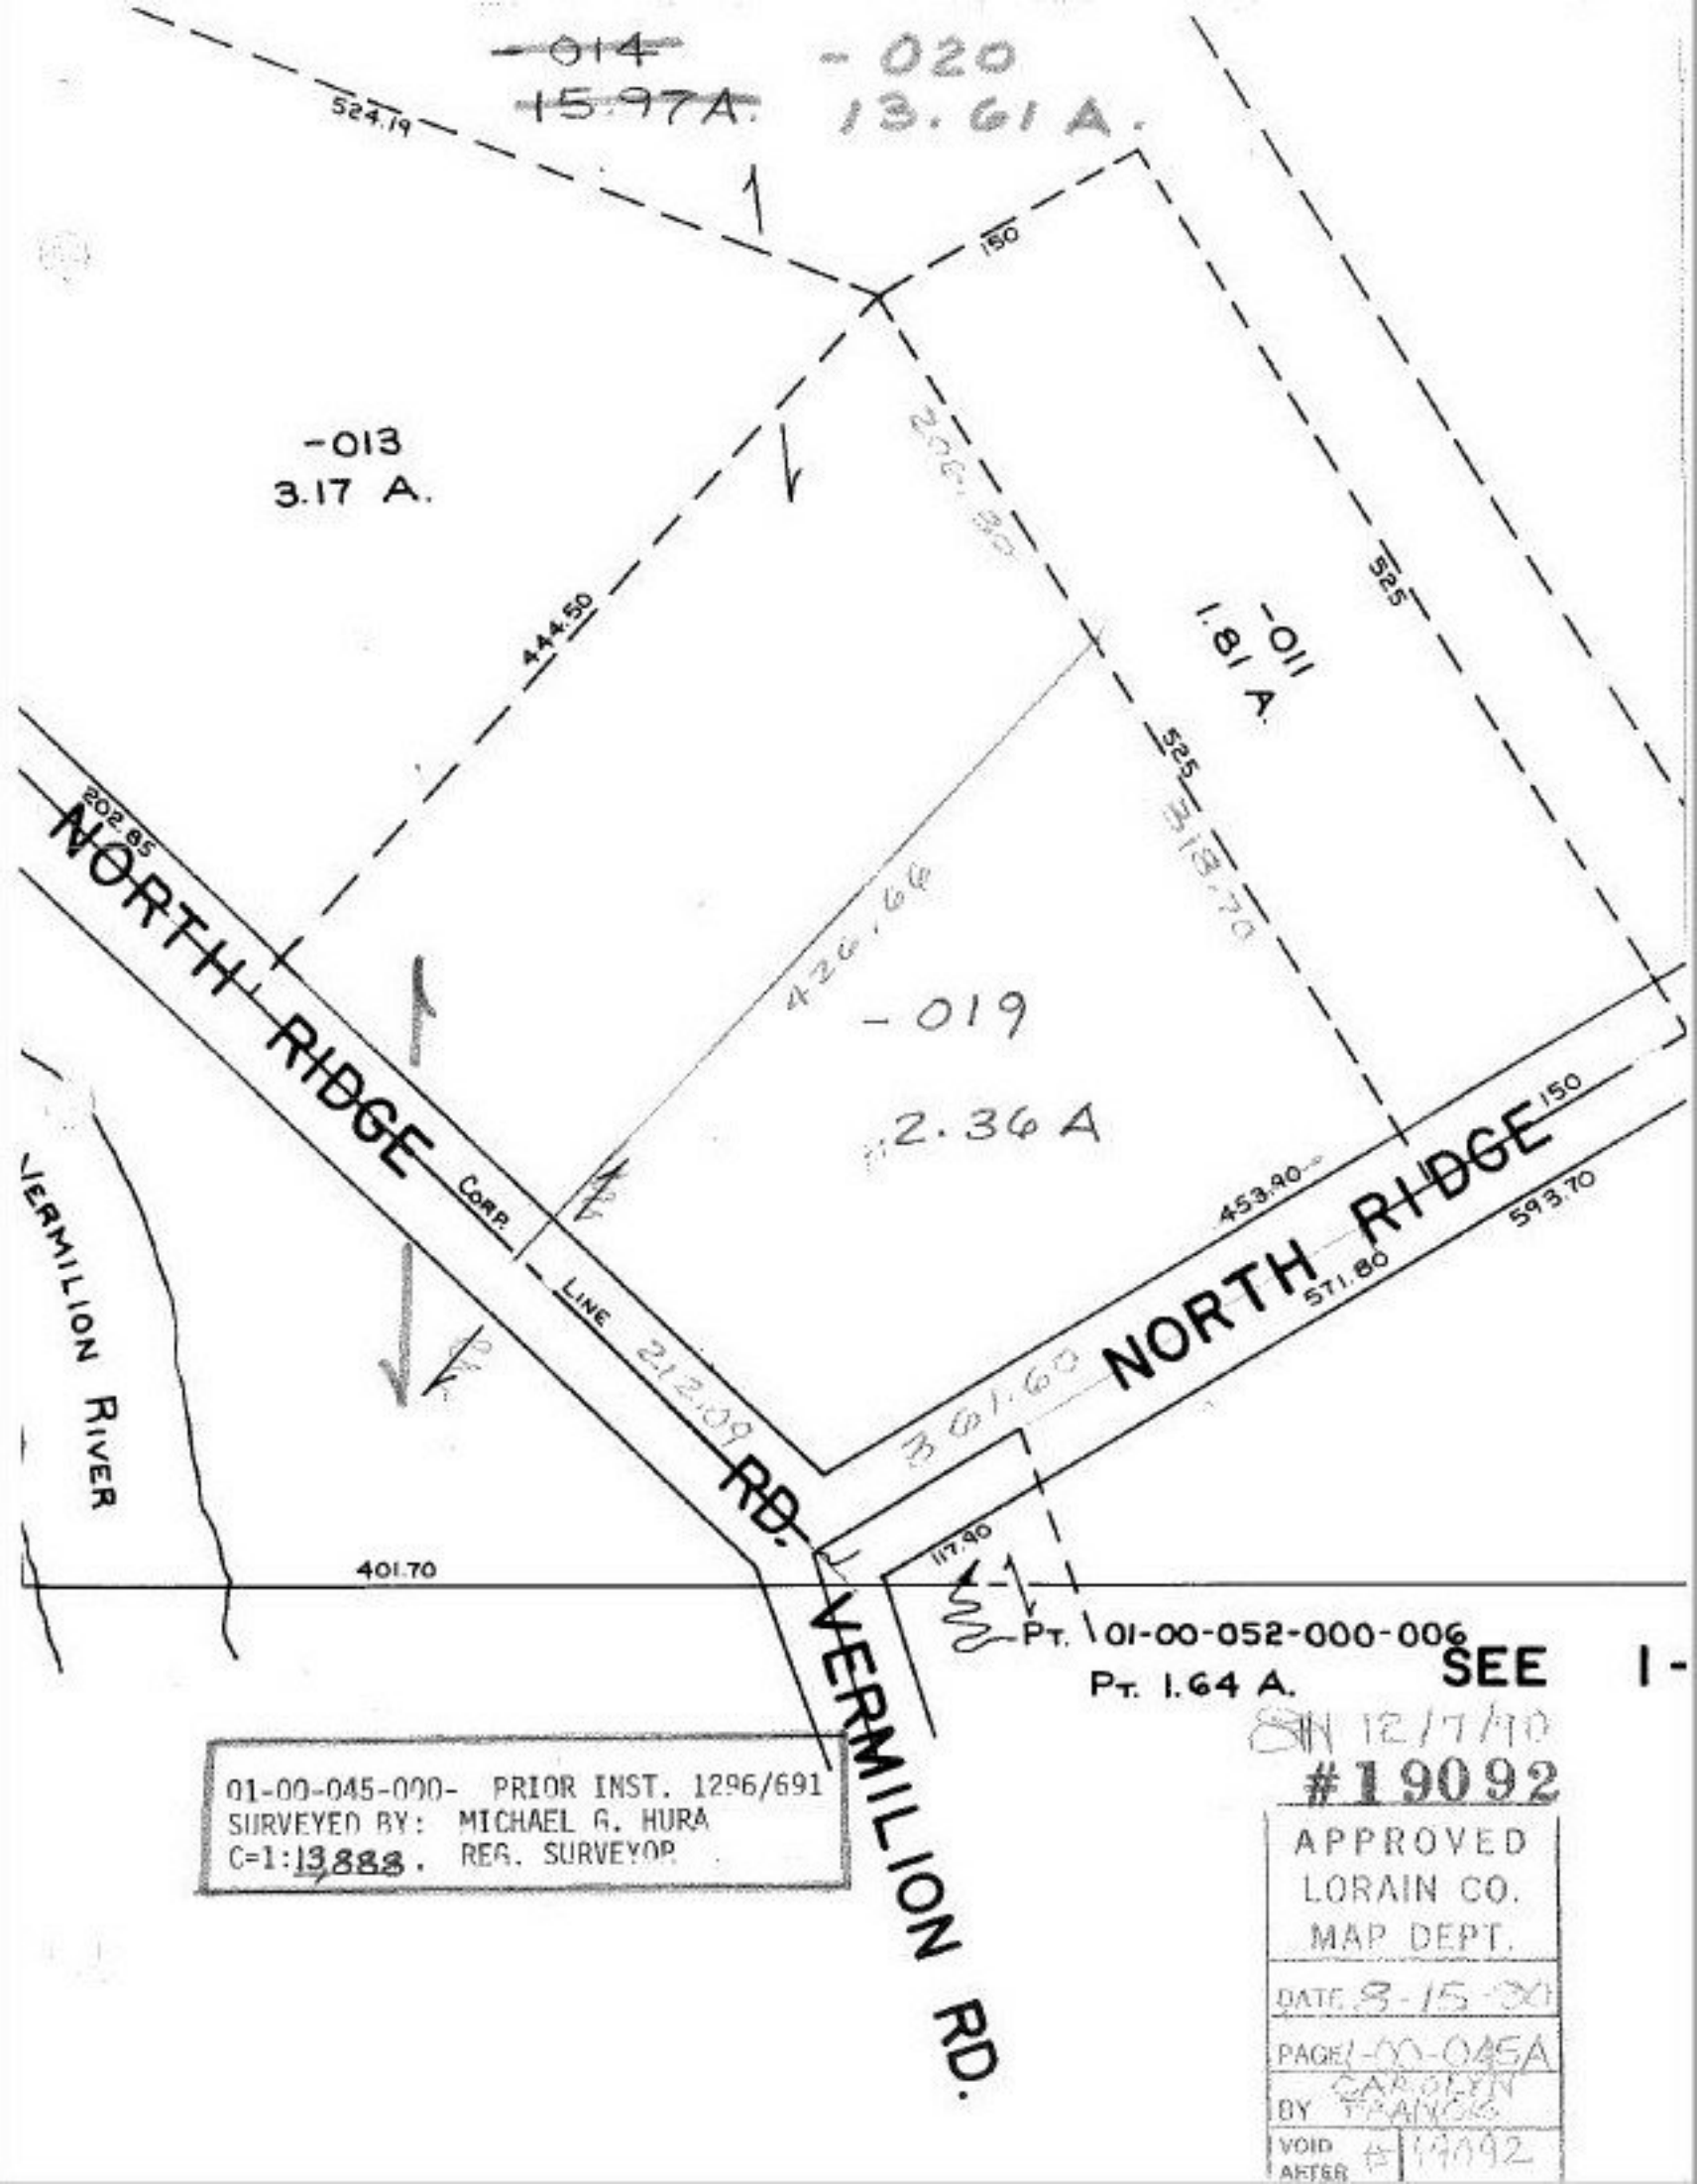 -014
-020
15.97A.
13.61 A.
524.19
150
-013
3.17 A.
206.30
444.50
525
-011
1.81 A.
525
318.70
202.85
NORTH RIDGE RD.
426.66
-019
2.36 A
CORP. LINE
212.09
453.90
150
NORTH RIDGE
571.80
593.70
361.60
VERMILION RIVER
401.70
117.90
PT. 01-00-052-000-006
PT. 1.64 A.
SEE 1-
VERMILION RD.
12/7/90
#19092
01-00-045-000- PRIOR INST. 1296/691
SURVEYED BY: MICHAEL G. HURA
C=1:13,888. REG. SURVEYOR
APPROVED
LORAIN CO.
MAP DEPT.
DATE 8-15-90
PAGE 1-00-045A
BY CAROLYN
VOID
AFTER # 19092